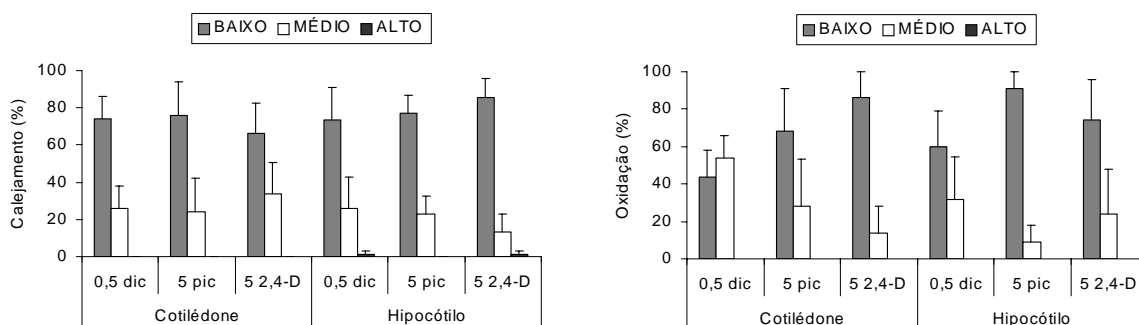 BAIXO MÉDIO ALTO
Calejamento (%)
100
80
60
40
20
0
0,5 dic 5 pic 5 2,4-D 0,5 dic 5 pic 5 2,4-D
Cotilédone Hipocótilo
BAIXO MÉDIO ALTO
Oxidação (%)
100
80
60
40
20
0
0,5 dic 5 pic 5 2,4-D 0,5 dic 5 pic 5 2,4-D
Cotilédone Hipocótilo